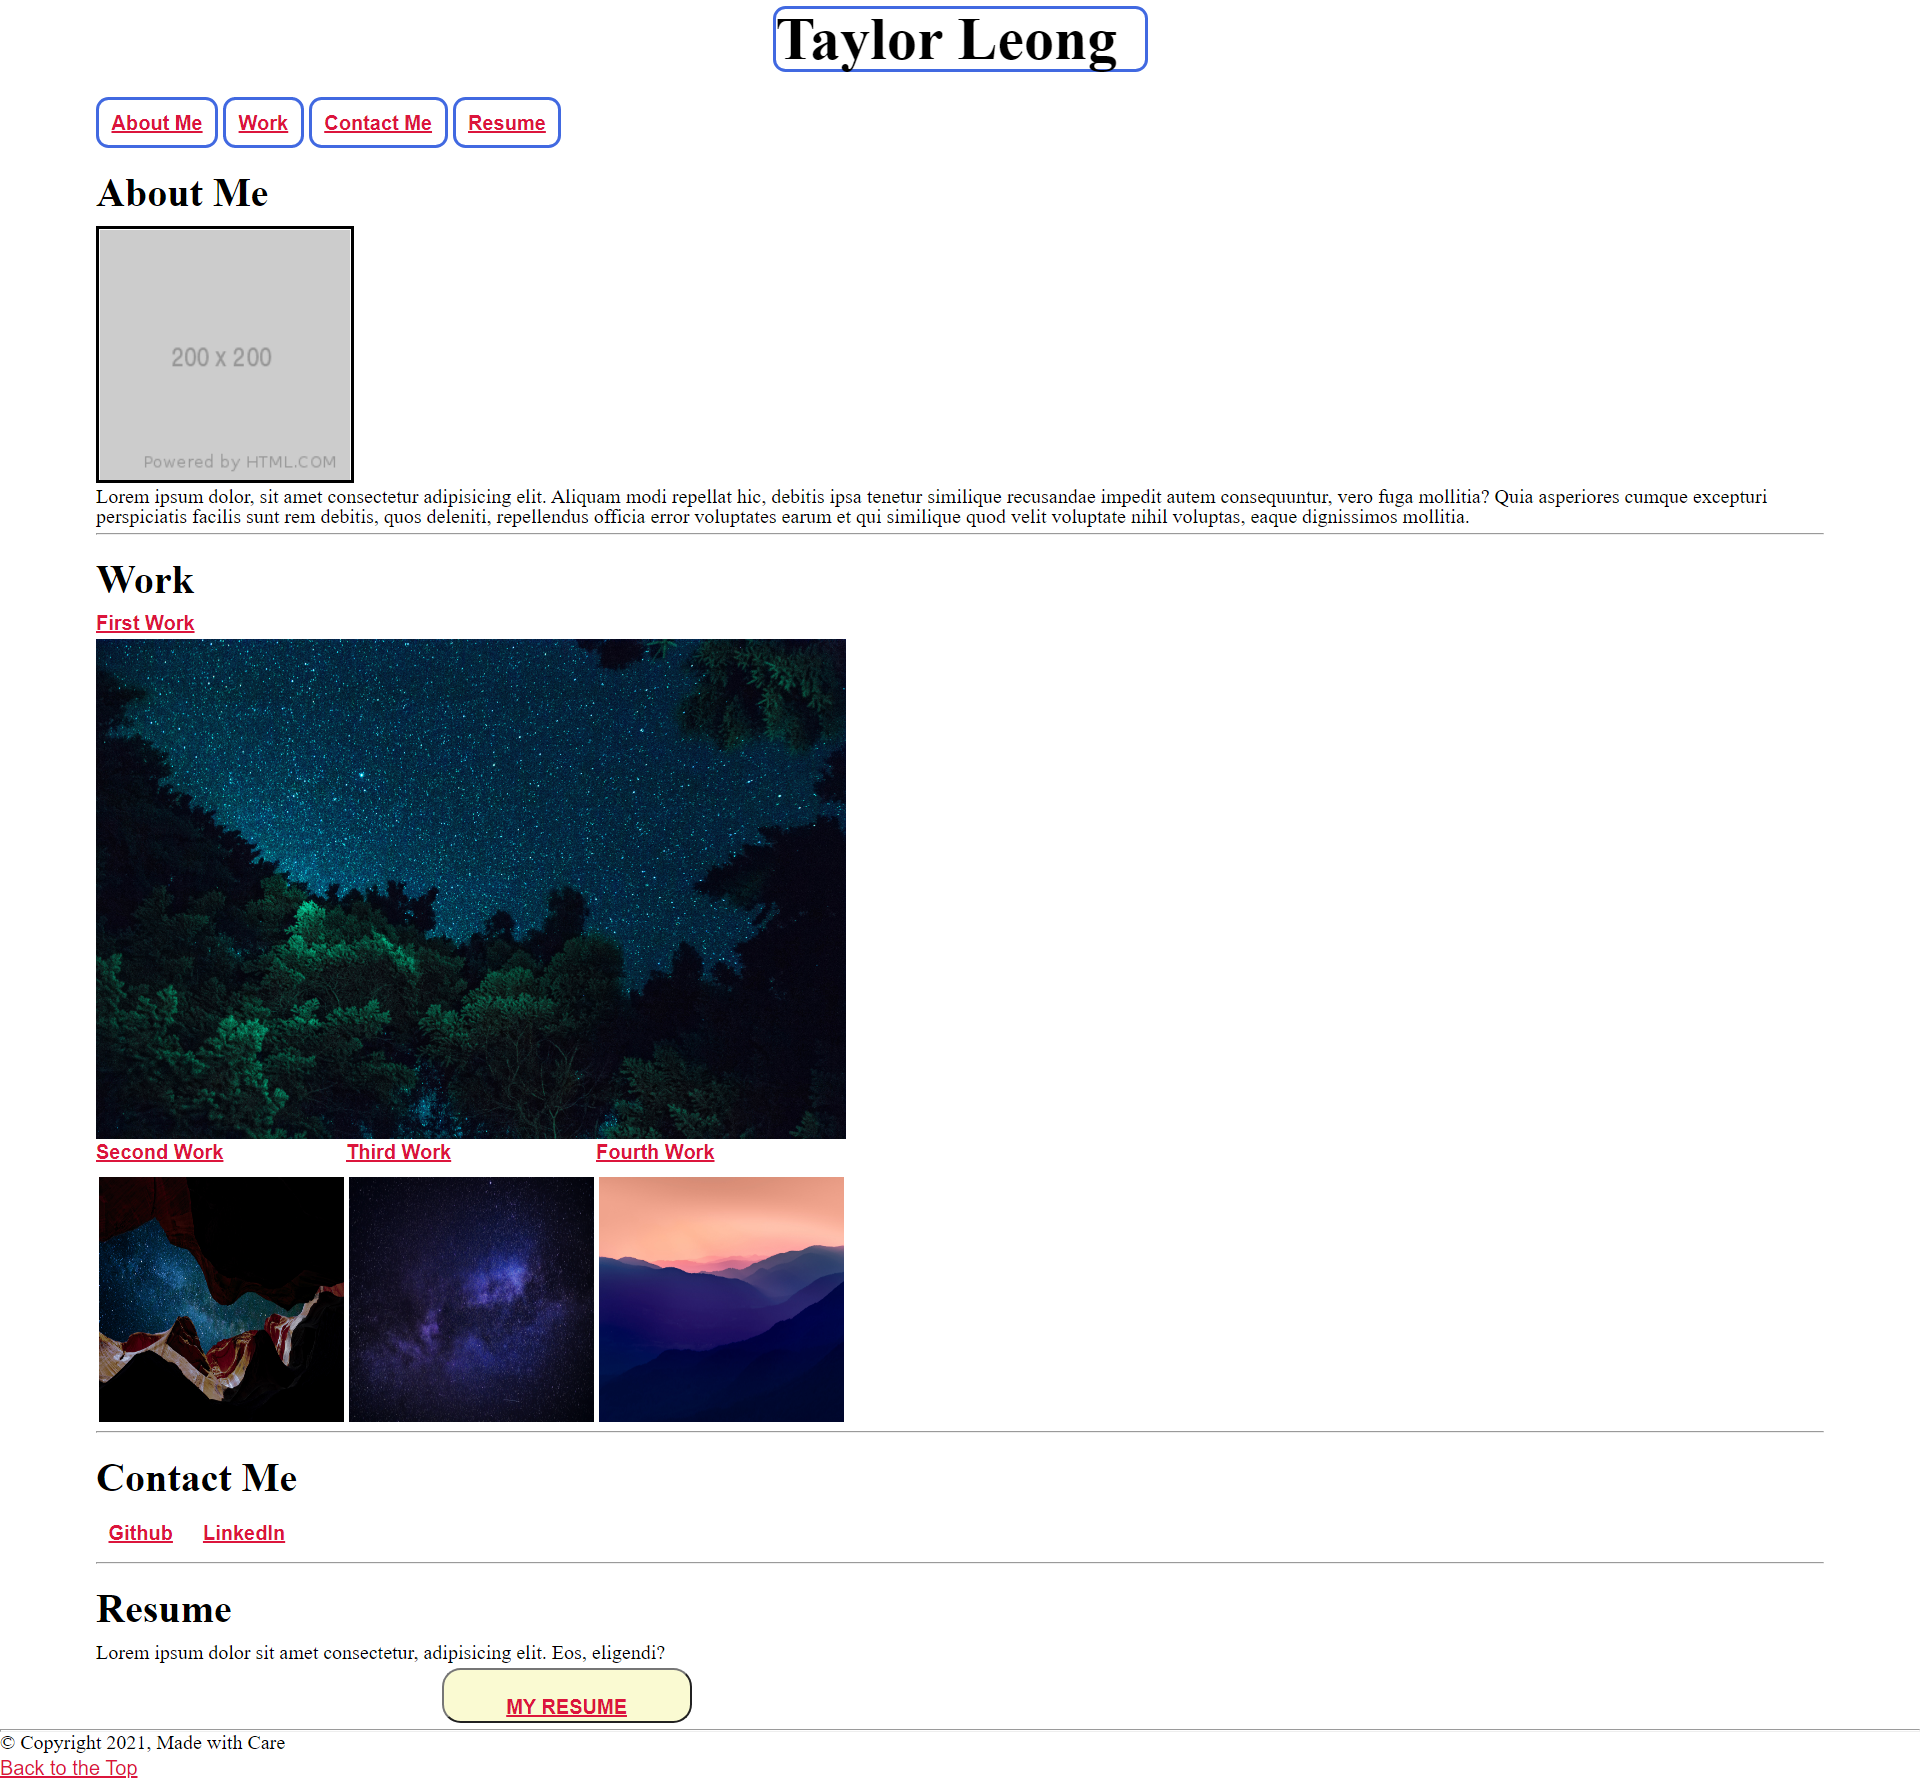 Taylor Leong
About Me Work Contact Me Resume
About Me
200 x 200
Powered by HTML.COM
Lorem ipsum dolor, sit amet consectetur adipisicing elit. Aliquam modi repellat hic, debitis ipsa tenetur similique recusandae impedit autem consequuntur, vero fuga mollitia? Quia asperiores cumque excepturi
perspiciatis facilis sunt rem debitis, quos deleniti, repellendus officia error voluptates earum et qui similique quod velit voluptate nihil voluptas, eaque dignissimos mollitia.
Work
First Work
Second Work Third Work Fourth Work
Contact Me
Github LinkedIn
Resume
Lorem ipsum dolor sit amet consectetur, adipisicing elit. Eos, eligendi?
MY RESUME
© Copyright 2021, Made with Care
Back to the Top